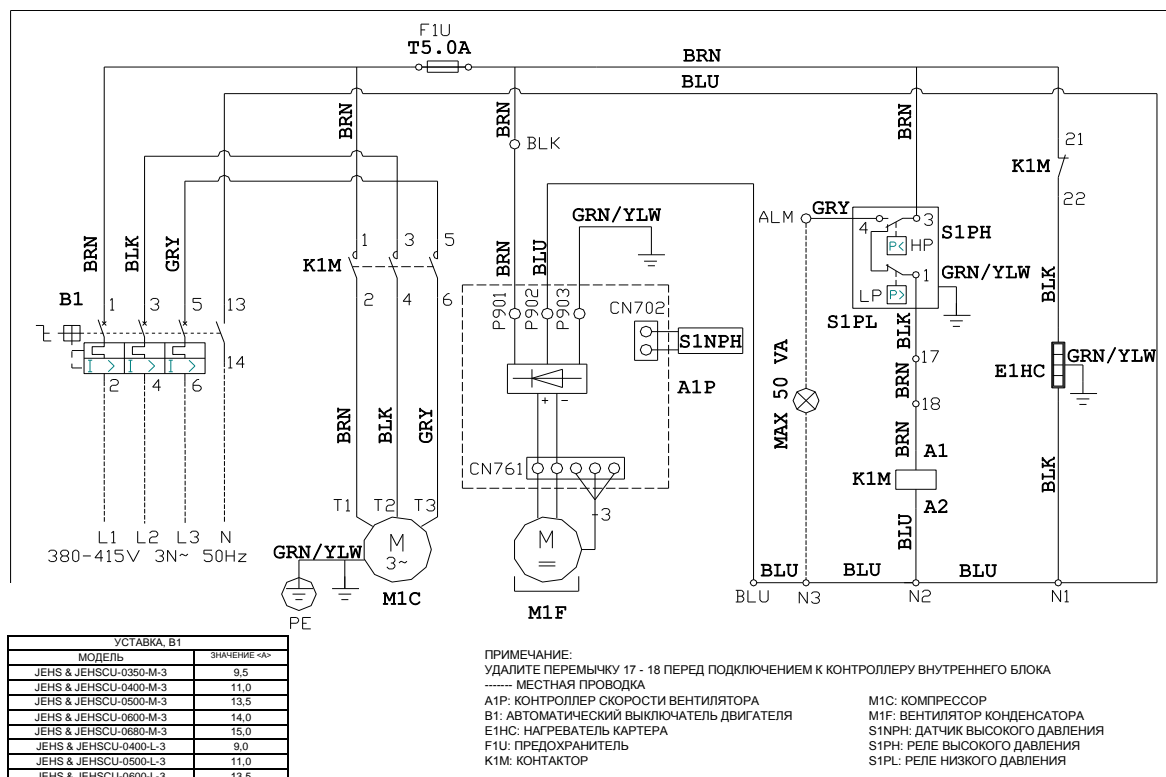 F1U
T5.0A
BRN
BLU
BRN
BRN
BLK
BRN
21
K1M
22
GRN/YLW
ALM
GRY
4
3
S1PH
P<
HP
BRN
BLK
GRY
1
3
5
K1M
2
4
6
BRN
BLU
GRN/YLW
1
LP
P>
S1PL
BLK
B1
1
3
5
13
P901
P902
P903
CN702
S1NPH
BLK
17
I >
I >
I >
14
2
4
6
A1P
MAX 50 VA
BRN
E1HC
GRN/YLW
+
-
18
BRN
BLK
GRY
CN761
BRN
A1
K1M
A2
BLK
3
T1
T2
T3
BLU
L1
L2
L3
N
380-415V 3N~ 50Hz
GRN/YLW
M
3~
M
=
BLU
BLU
BLU
M1C
M1F
BLU
N3
N2
N1
PE
УСТАВКА, B1
МОДЕЛЬ ЗНАЧЕНИЕ <A>
JEHS & JEHSCU-0350-M-3 9,5
JEHS & JEHSCU-0400-M-3 11,0
JEHS & JEHSCU-0500-M-3 13,5
JEHS & JEHSCU-0600-M-3 14,0
JEHS & JEHSCU-0680-M-3 15,0
JEHS & JEHSCU-0400-L-3 9,0
JEHS & JEHSCU-0500-L-3 11,0
JEHS & JEHSCU-0600-L-3 13,5
ПРИМЕЧАНИЕ:
УДАЛИТЕ ПЕРЕМЫЧКУ 17 - 18 ПЕРЕД ПОДКЛЮЧЕНИЕМ К КОНТРОЛЛЕРУ ВНУТРЕННЕГО БЛОКА
------- МЕСТНАЯ ПРОВОДКА
A1P: КОНТРОЛЛЕР СКОРОСТИ ВЕНТИЛЯТОРА
B1: АВТОМАТИЧЕСКИЙ ВЫКЛЮЧАТЕЛЬ ДВИГАТЕЛЯ
E1HC: НАГРЕВАТЕЛЬ КАРТЕРА
F1U: ПРЕДОХРАНИТЕЛЬ
K1M: КОНТАКТОР
M1C: КОМПРЕССОР
M1F: ВЕНТИЛЯТОР КОНДЕНСАТОРА
S1NPH: ДАТЧИК ВЫСОКОГО ДАВЛЕНИЯ
S1PH: РЕЛЕ ВЫСОКОГО ДАВЛЕНИЯ
S1PL: РЕЛЕ НИЗКОГО ДАВЛЕНИЯ
GRN/YLW